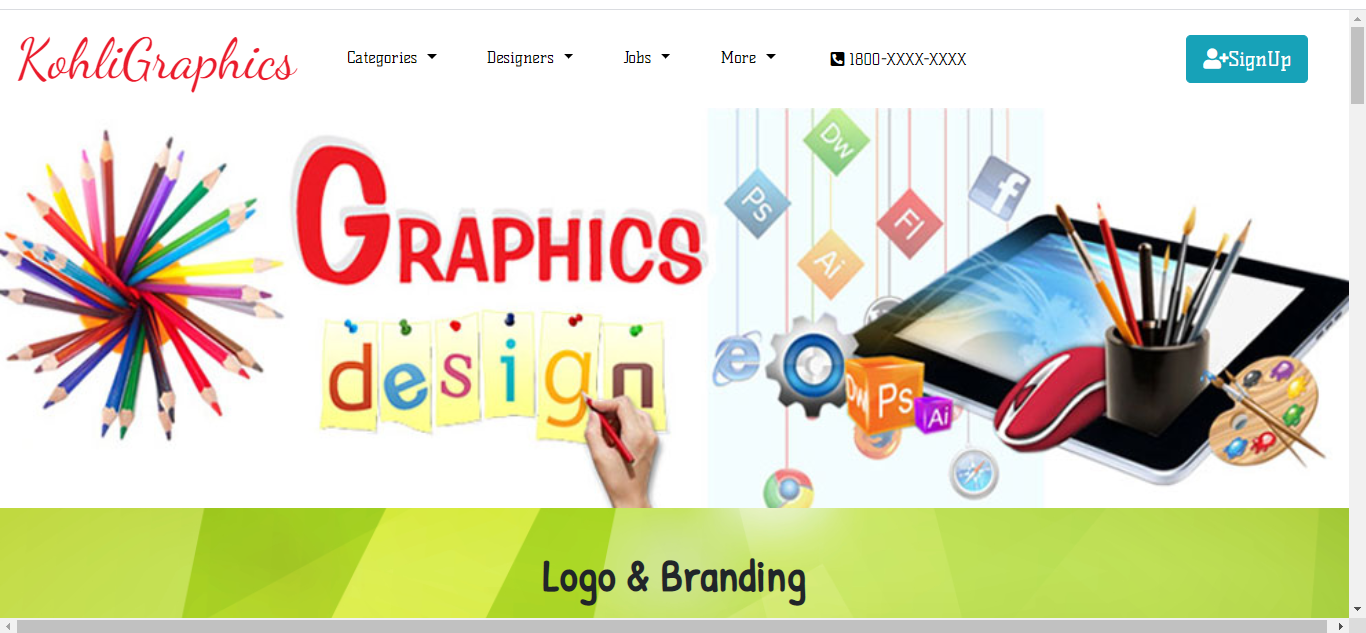 KohliGraphics
Categories
Designers
Jobs
More
1800-XXXX-XXXX
SignUp
GRAPHICS
design
Dw
Ps
Fl
f
Ai
e
Dw
Ps
Ai
Logo & Branding